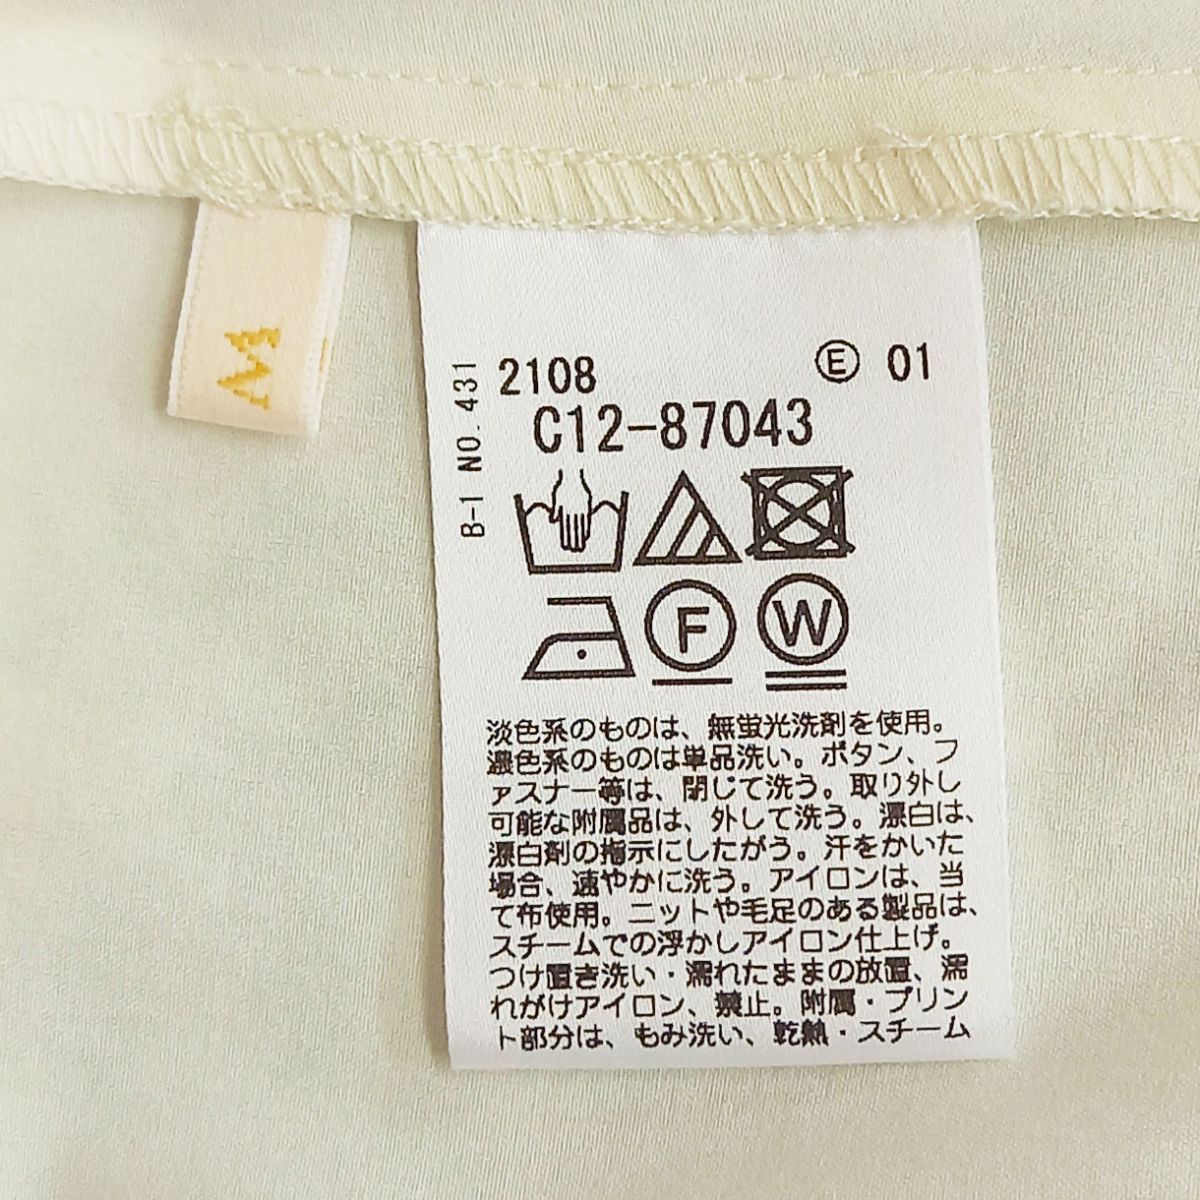 M
B-1 NO.431
2108 Ⓔ 01
C12-87043
F W
淡色系のものは、無蛍光洗剤を使用。
濃色系のものは単品洗い。ボタン、フ
ァスナー等は、閉じて洗う。取り外し
可能な附属品は、外して洗う。漂白は、
漂白剤の指示にしたがう。汗をかいた
場合、速やかに洗う。アイロンは、当
て布使用。ニットや毛足のある製品は、
スチームでの浮かしアイロン仕上げ。
つけ置き洗い・濡れたままの放置、濡
れがけアイロン、禁止。附属・プリン
ト部分は、もみ洗い、乾熱・スチーム